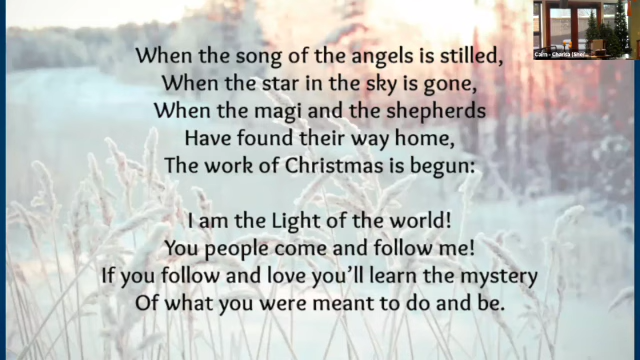 When the song of the angels is stilled,
When the star in the sky is gone,
When the magi and the shepherds
Have found their way home,
The work of Christmas is begun:
I am the Light of the world!
You people come and follow me!
If you follow and love you’ll learn the mystery
Of what you were meant to do and be.